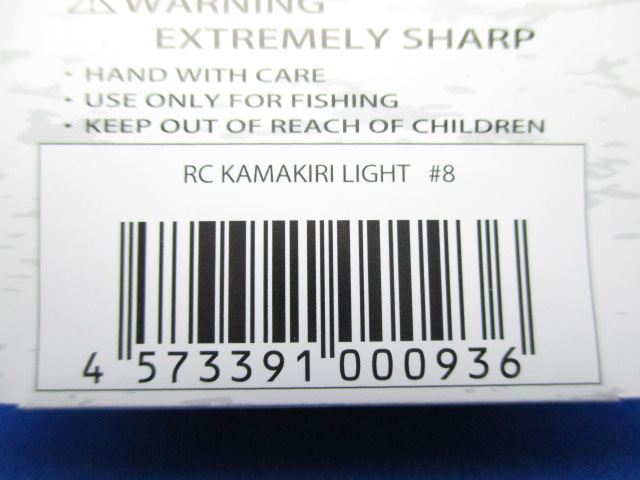 ⚠ WARNING
EXTREMELY SHARP
・HAND WITH CARE
・USE ONLY FOR FISHING
・KEEP OUT OF REACH OF CHILDREN
RC KAMAKIRI LIGHT #8
4 573391 000936